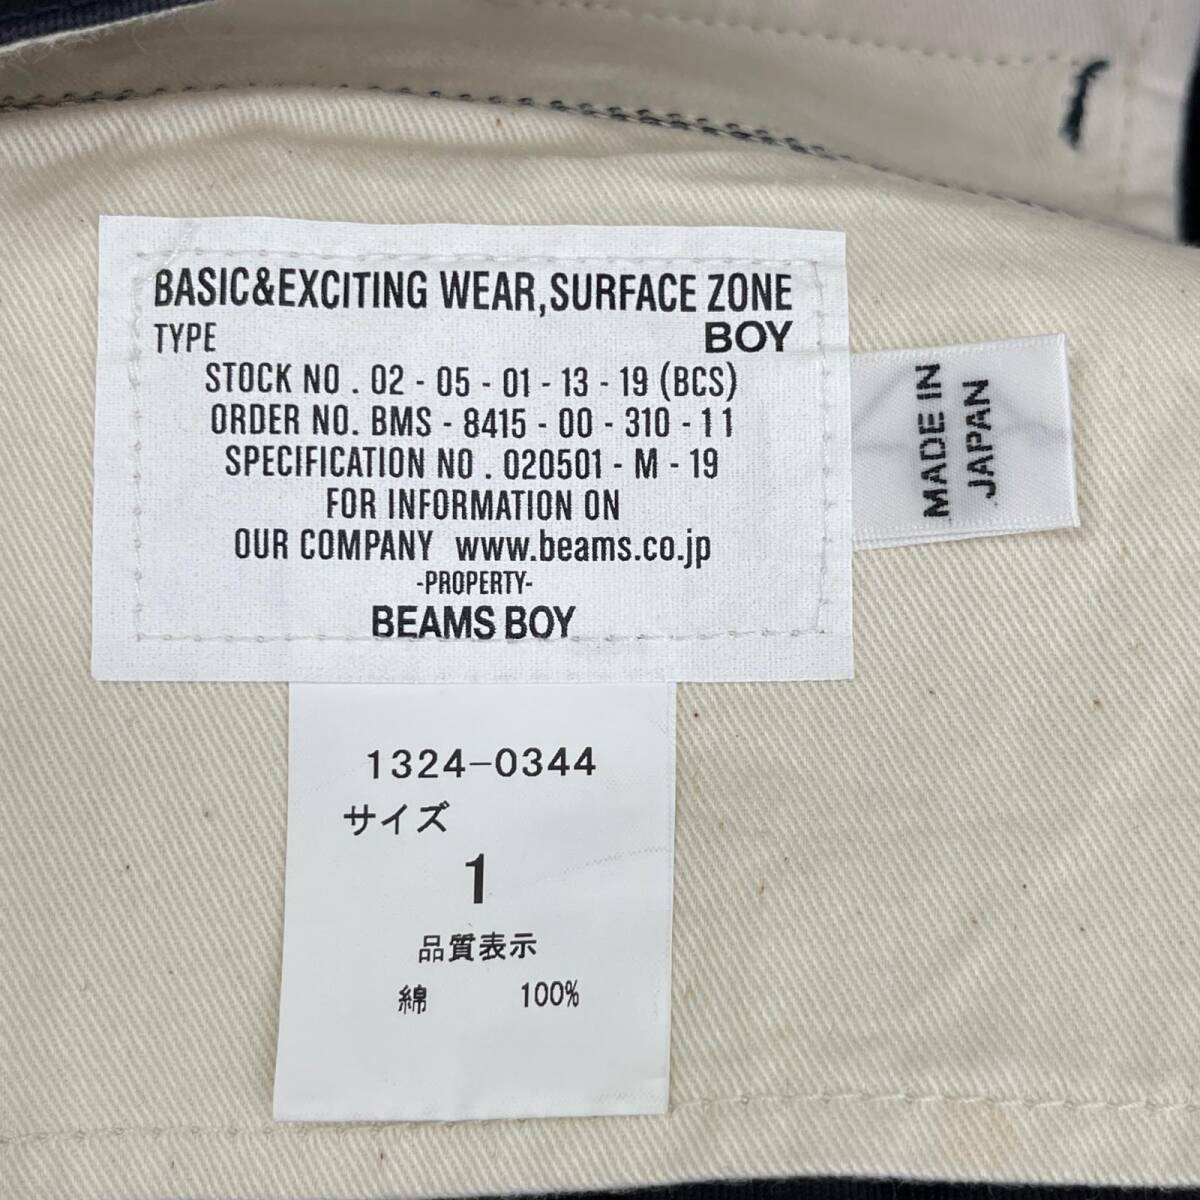 BASIC&EXCITING WEAR,SURFACE ZONE
TYPE BOY
STOCK NO . 02 - 05 - 01 - 13 - 19 (BCS)
ORDER NO. BMS - 8415 - 00 - 310 - 11
SPECIFICATION NO . 020501 - M - 19
FOR INFORMATION ON
OUR COMPANY www.beams.co.jp
-PROPERTY-
BEAMS BOY
MADE IN
JAPAN
1324-0344
サイズ
1
品質表示
綿 100%